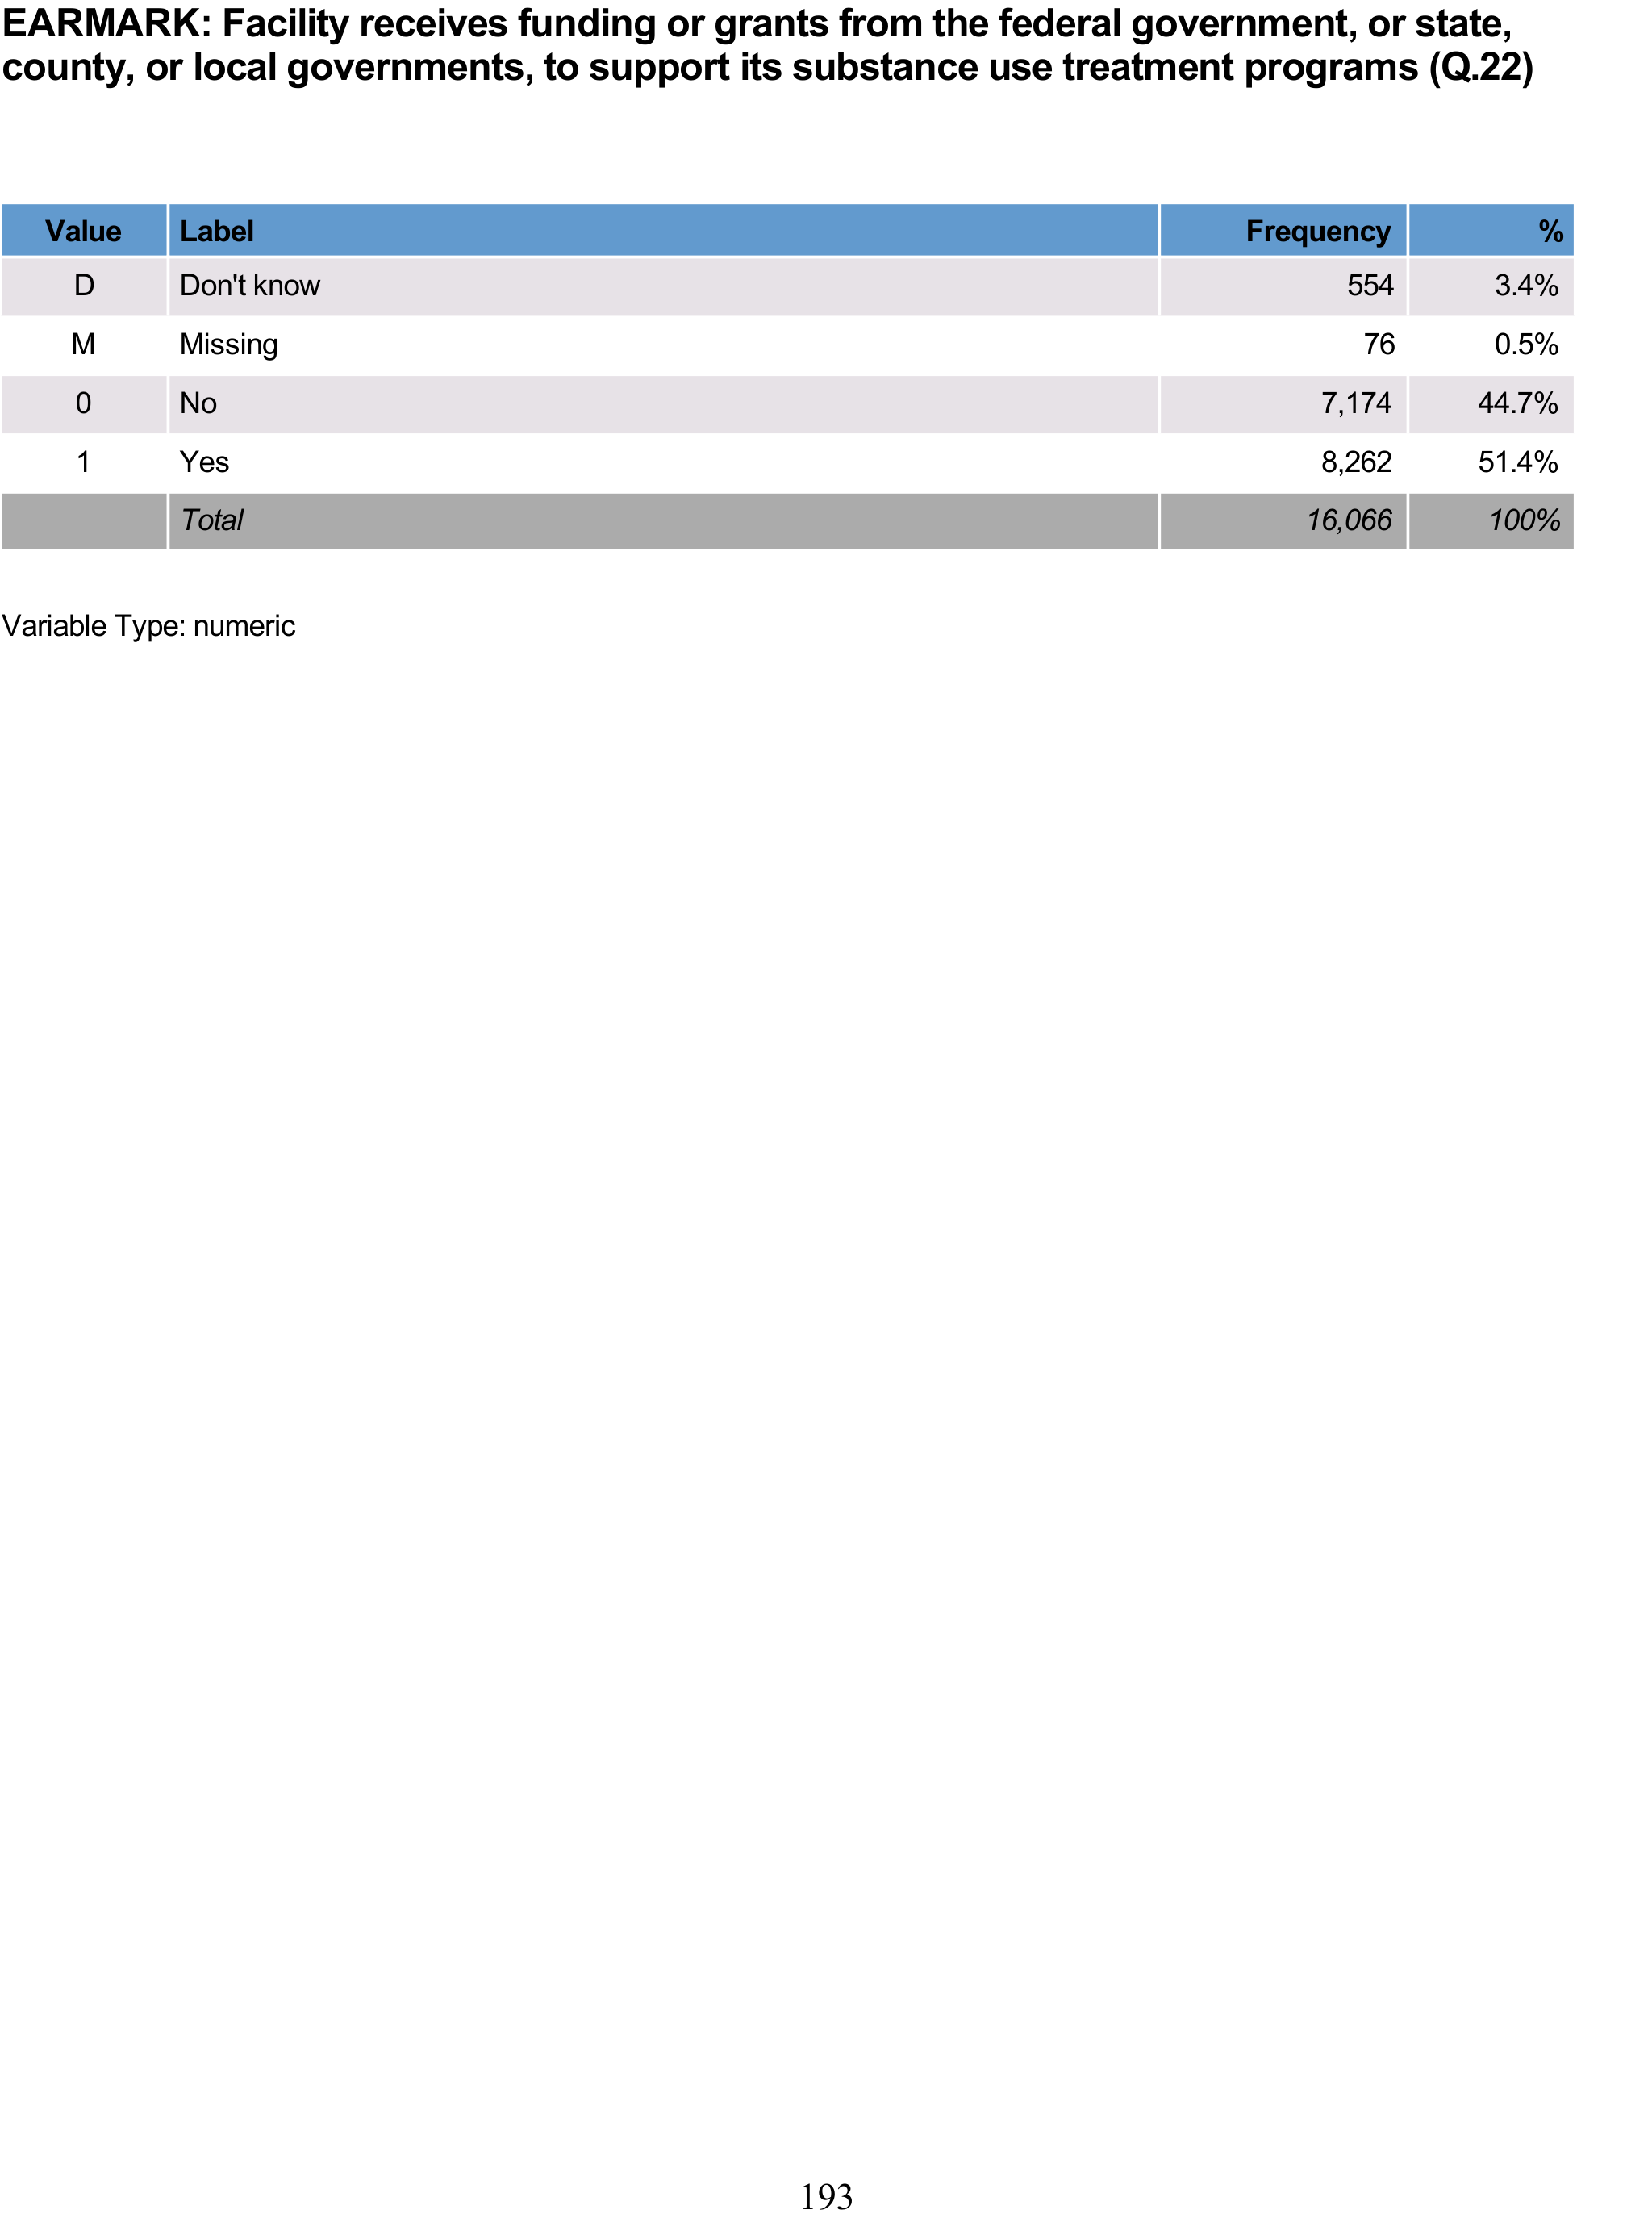 EARMARK: Facility receives funding or grants from the federal government, or state,
county, or local governments, to support its substance use treatment programs (Q.22)
Value Label Frequency %
D Don't know 554 3.4%
M Missing 76 0.5%
0 No 7,174 44.7%
1 Yes 8,262 51.4%
Total 16,066 100%
Variable Type: numeric
193